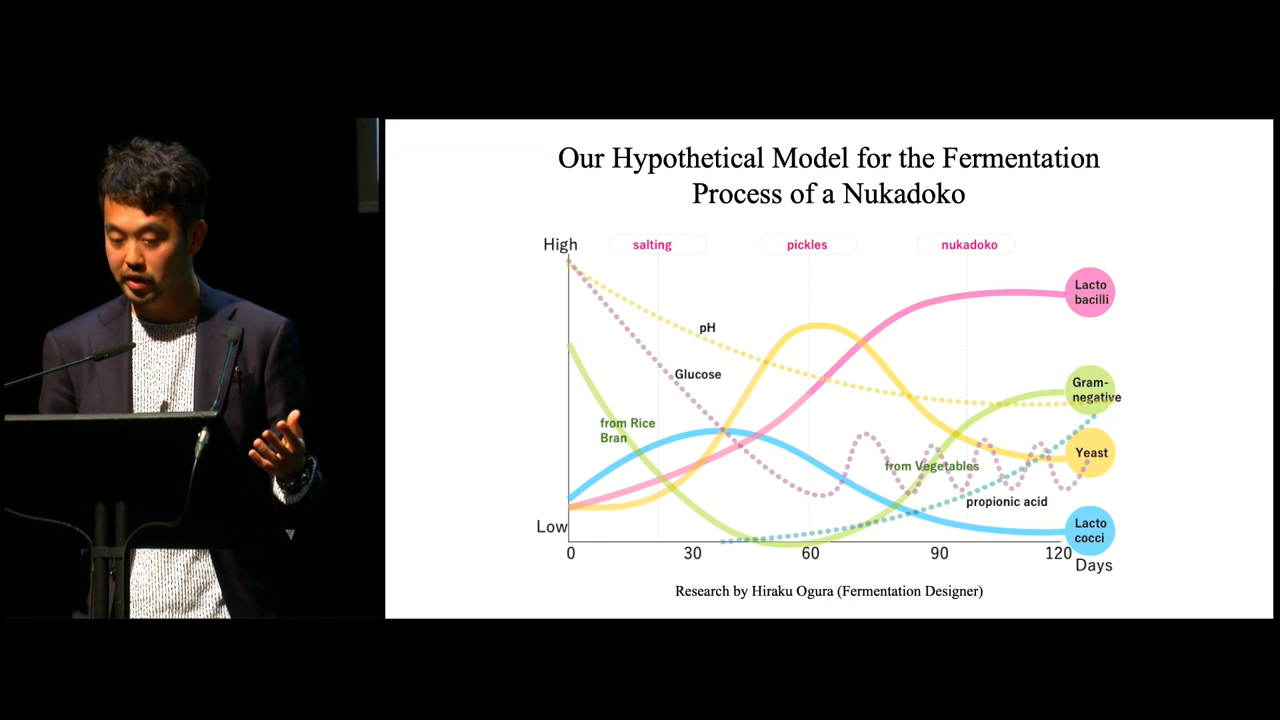 Our Hypothetical Model for the Fermentation
Process of a Nukadoko
High
salting
pickles
nukadoko
Lacto
bacilli
pH
Glucose
Gram-
negative
from Rice
Bran
Yeast
from Vegetables
propionic acid
Low
Lacto
cocci
0
30
60
90
120
Days
Research by Hiraku Ogura (Fermentation Designer)